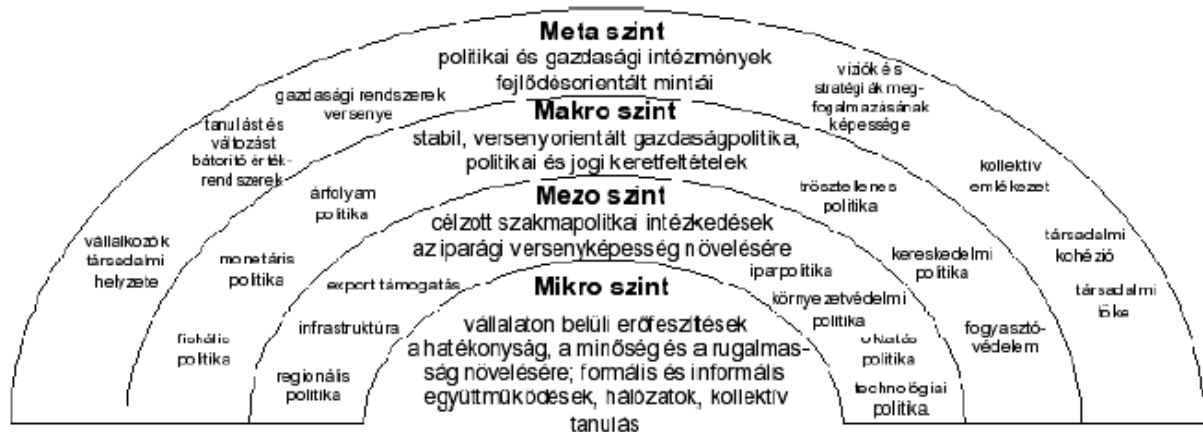 Meta szint
politikai és gazdasági intézmények
fejlődésorientált mintái
gazdasági rendszerek
versenye
víziók és
stratégiák meg-
fogalmazásának
képessége
tanulást és
változást
bátorító érték-
rendszerek
vállalkozók
társadalmi
helyzete
kollektív
emlékezet
társadalmi
kohézió
társadalmi
tőke
Makro szint
stabil, versenyorientált gazdaságpolitika,
politikai és jogi keretfeltételek
árfolyam
politika
monetáris
politika
fiskális
politika
trösztellenes
politika
kereskedelmi
politika
fogyasztó-
védelem
Mezo szint
célzott szakmapolitkai intézkedések
az iparági versenyképesség növelésére
export támogatás
infrastruktúra
regionális
politika
iparpolitika
környezetvédelmi
politika
oktatás
politika
technológiai
politika
Mikro szint
vállalaton belüli erőfeszítések
a hatékonyság, a minőség és a rugalmas-
ság növelésére; formális és informális
együttműködések, hálózatok, kollektív
tanulás